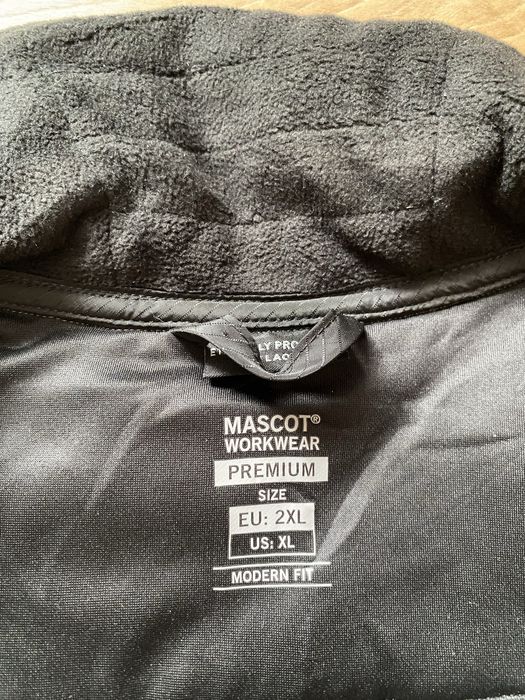 MASCOT®
WORKWEAR
PREMIUM
SIZE
EU: 2XL
US: XL
MODERN FIT